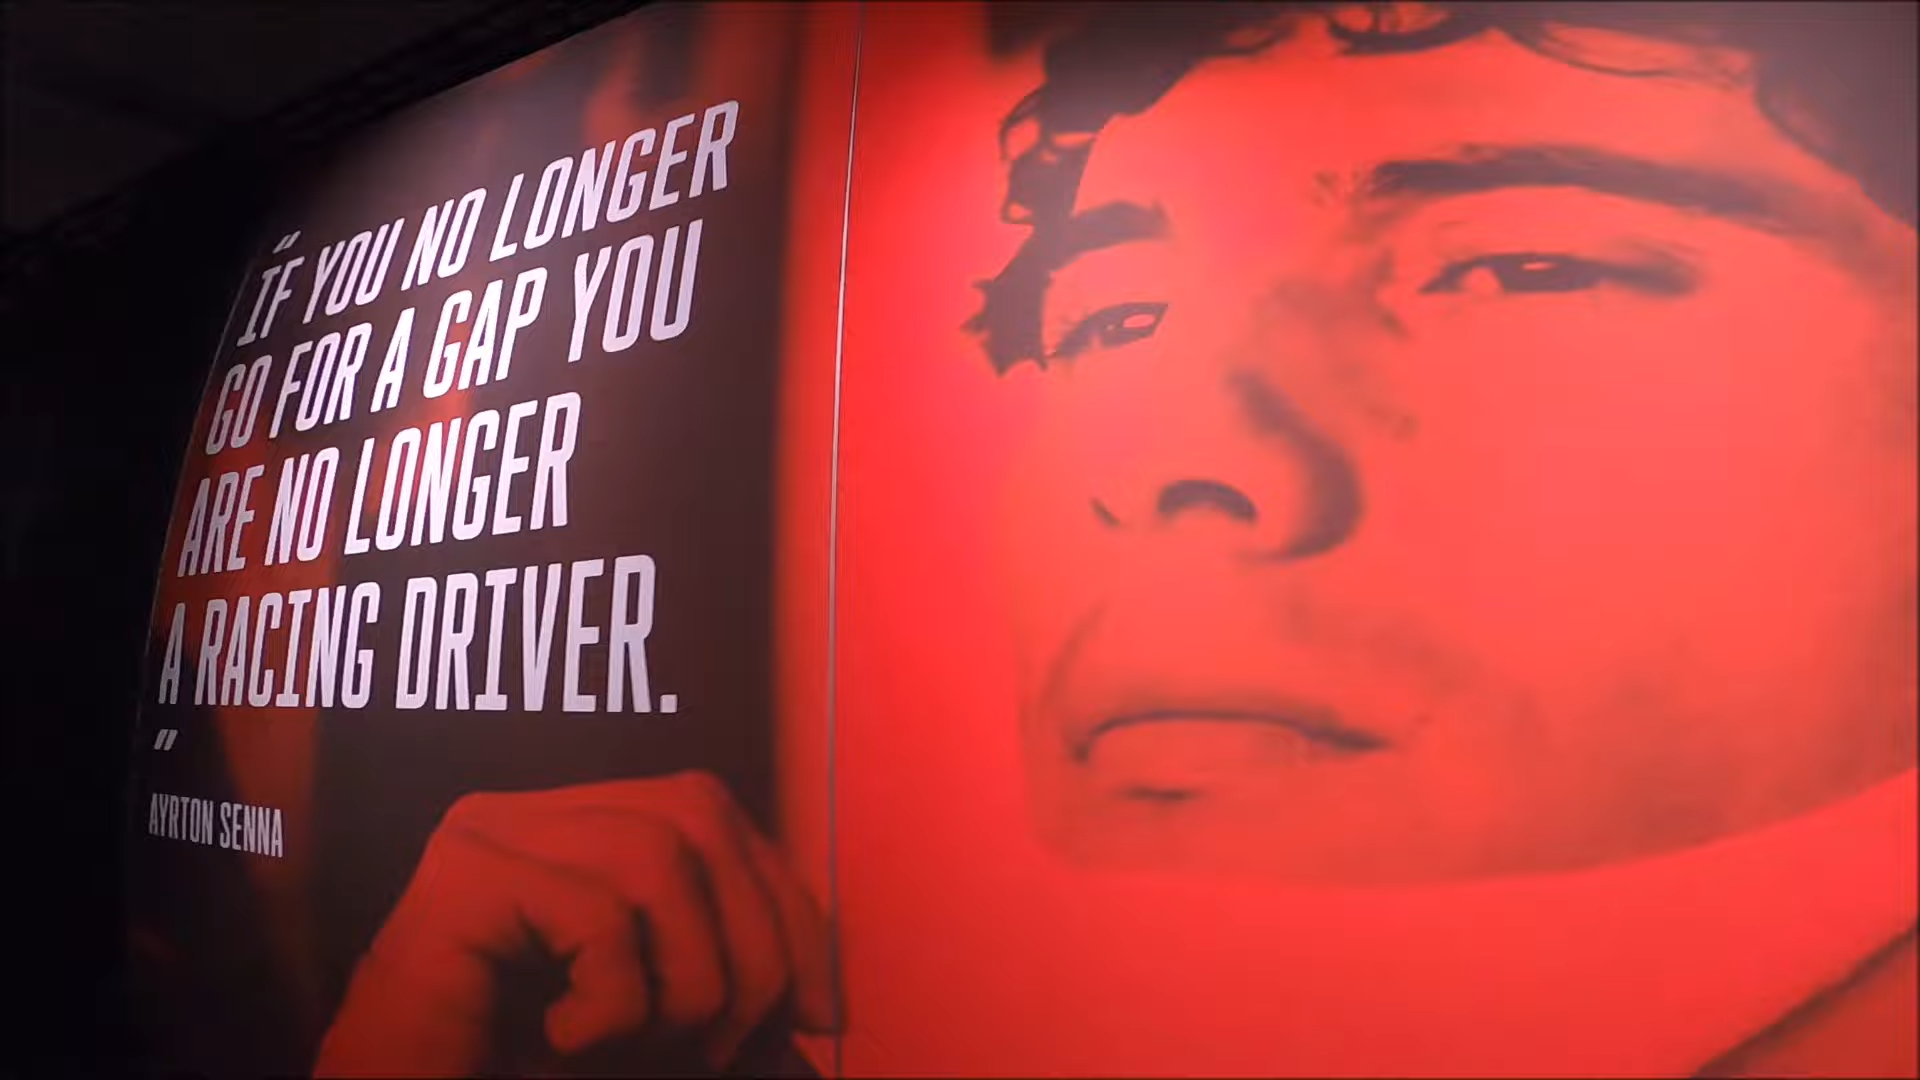 “
IF YOU NO LONGER
GO FOR A GAP YOU
ARE NO LONGER
A RACING DRIVER.
”
AYRTON SENNA